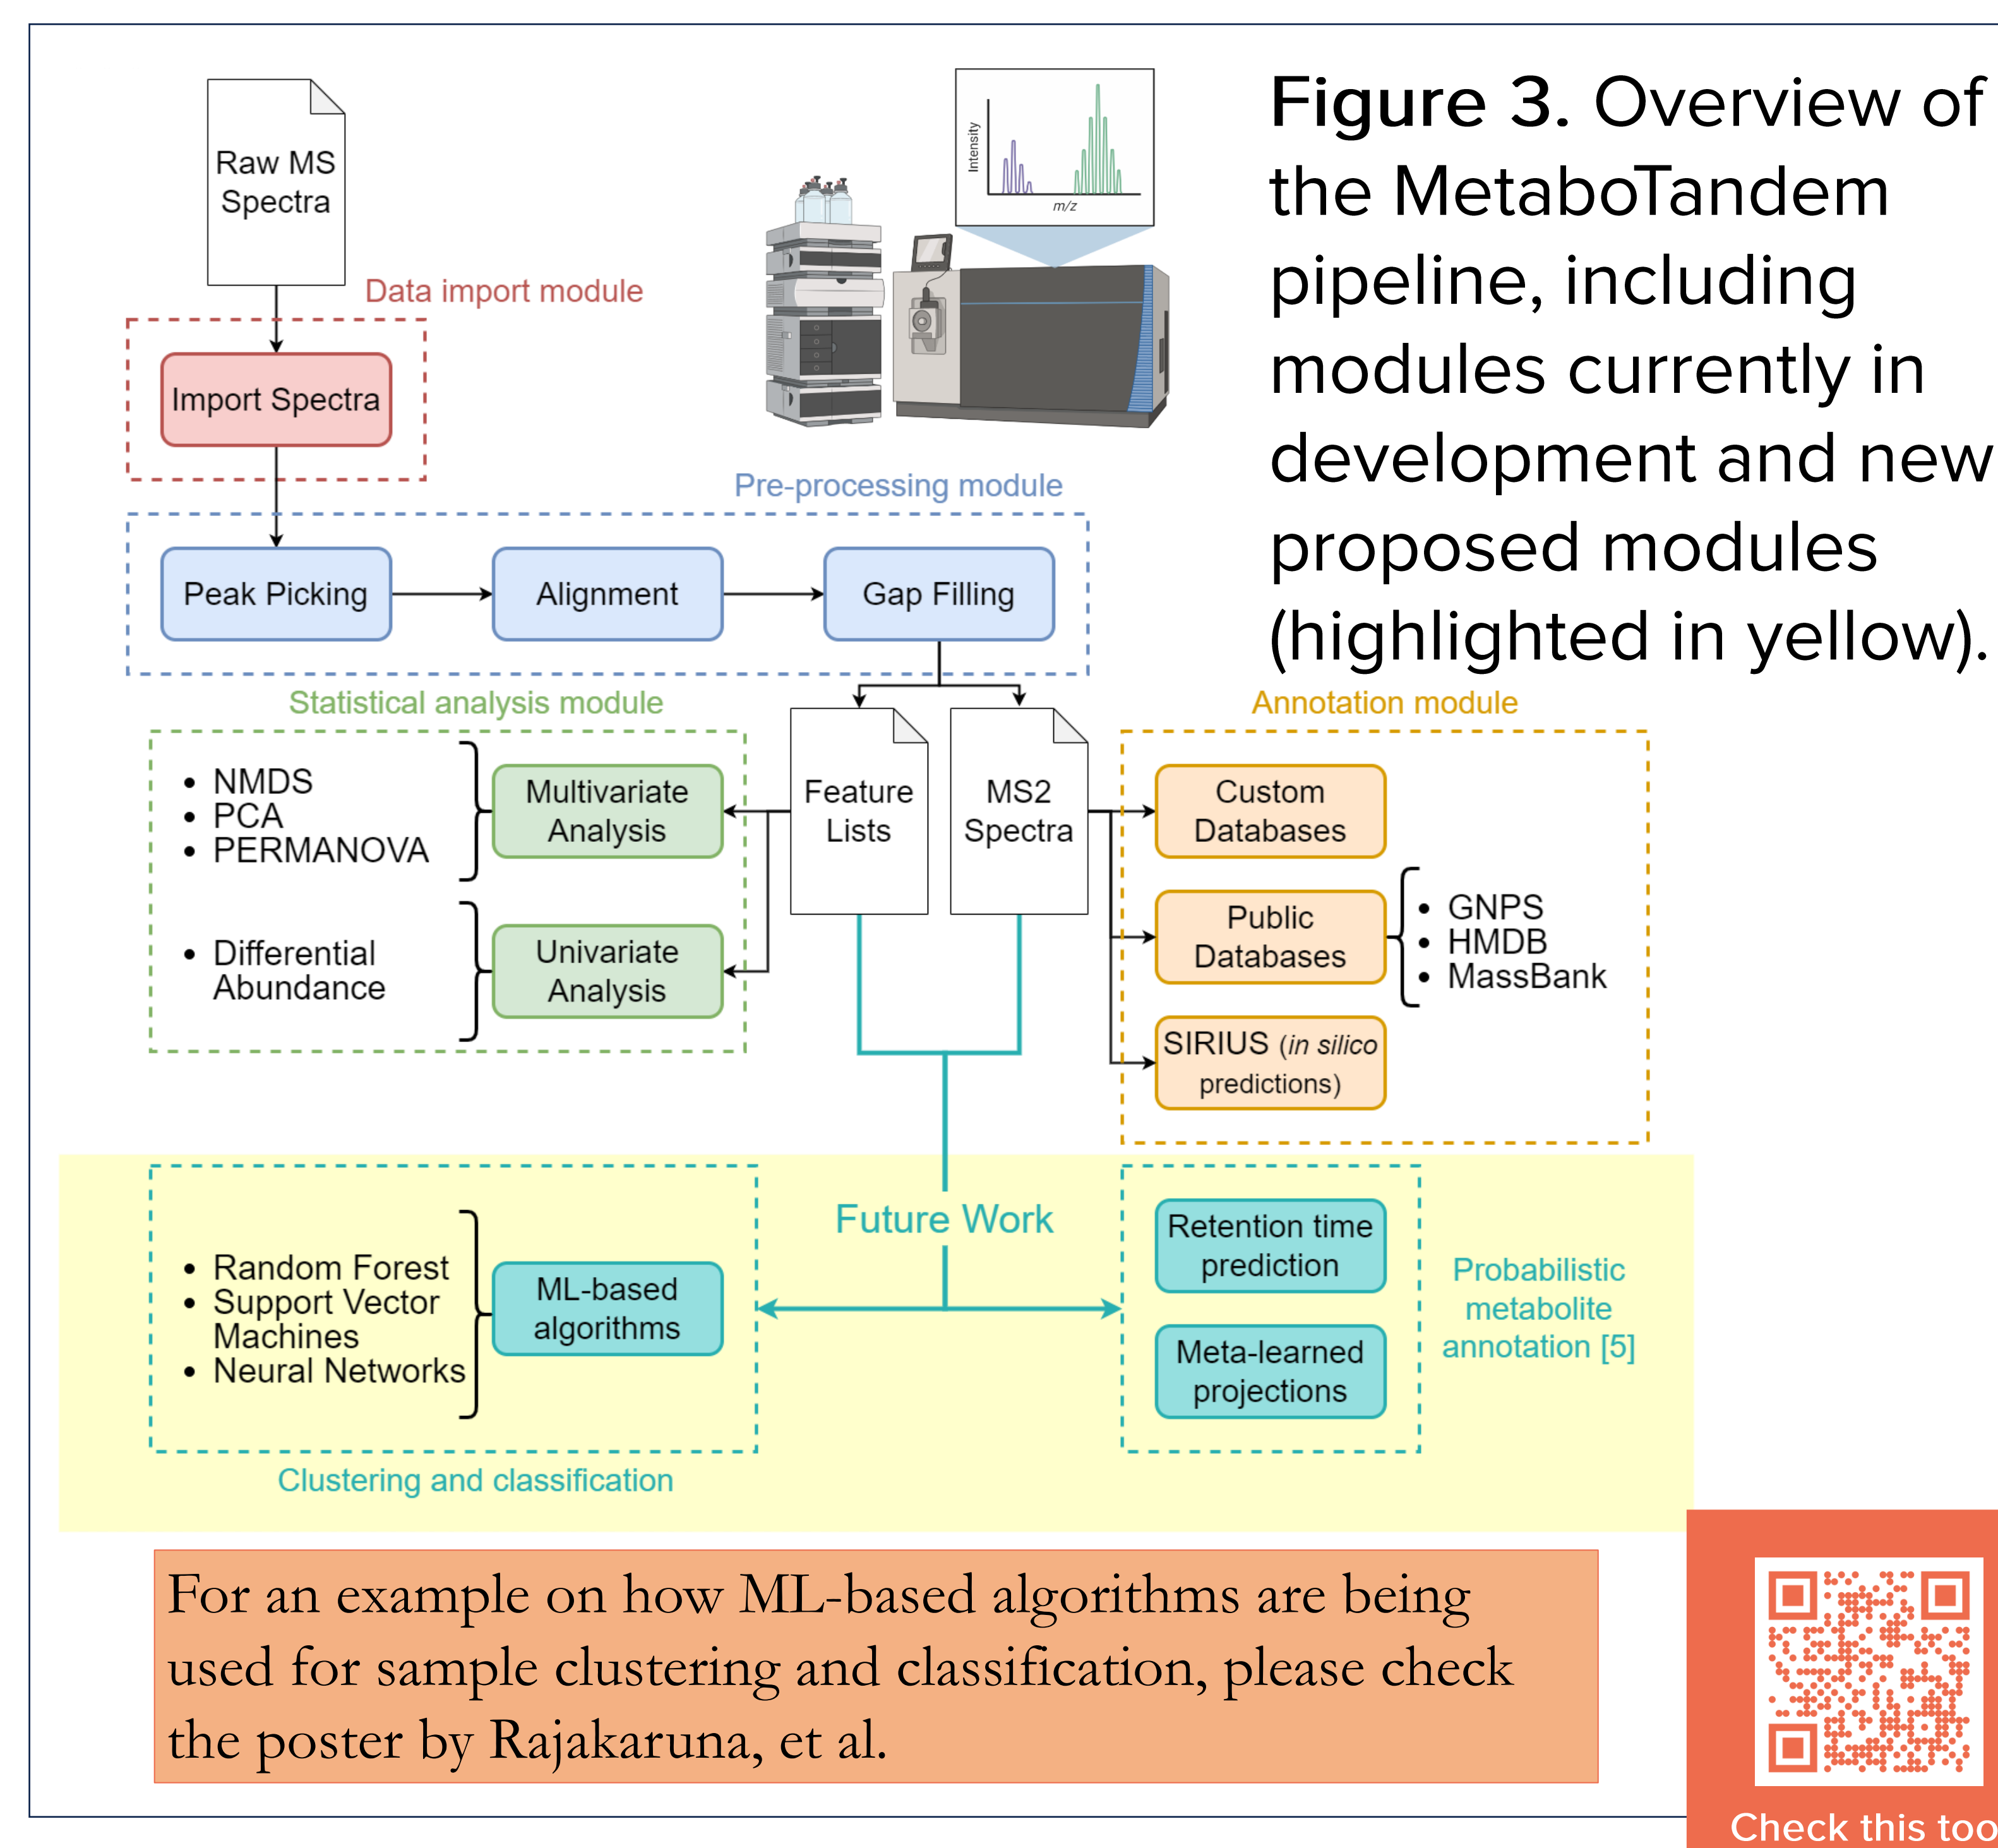 Figure 3. Overview of
the MetaboTandem
pipeline, including
modules currently in
development and new
proposed modules
(highlighted in yellow).
Raw MS
Spectra
Intensity
m/z
Data import module
Import Spectra
Pre-processing module
Peak Picking
Alignment
Gap Filling
Statistical analysis module
• NMDS
• PCA
• PERMANOVA
Multivariate
Analysis
• Differential
Abundance
Univariate
Analysis
Feature
Lists
MS2
Spectra
Annotation module
Custom
Databases
Public
Databases
• GNPS
• HMDB
• MassBank
SIRIUS (in silico
predictions)
Future Work
• Random Forest
• Support Vector
Machines
• Neural Networks
ML-based
algorithms
Clustering and classification
Retention time
prediction
Meta-learned
projections
Probabilistic
metabolite
annotation [5]
For an example on how ML-based algorithms are being
used for sample clustering and classification, please check
the poster by Rajakaruna, et al.
Check this too